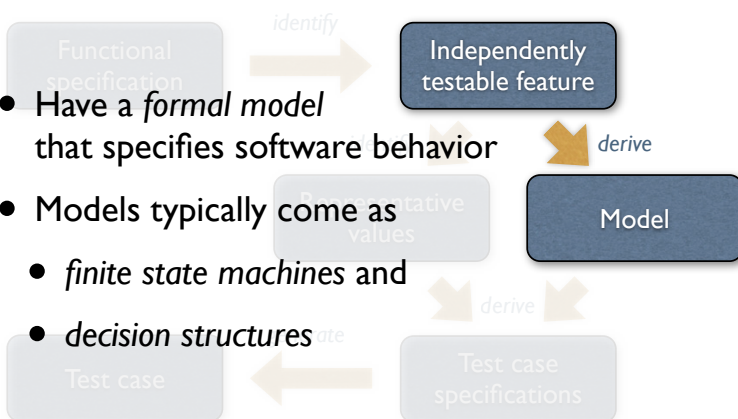 identify
Functional
specification
Independently
testable feature
• Have a formal model
that specifies software behavior
derive
• Models typically come as
Representative
values
Model
• finite state machines and
derive
• decision structures
Test case
Test case
specifications